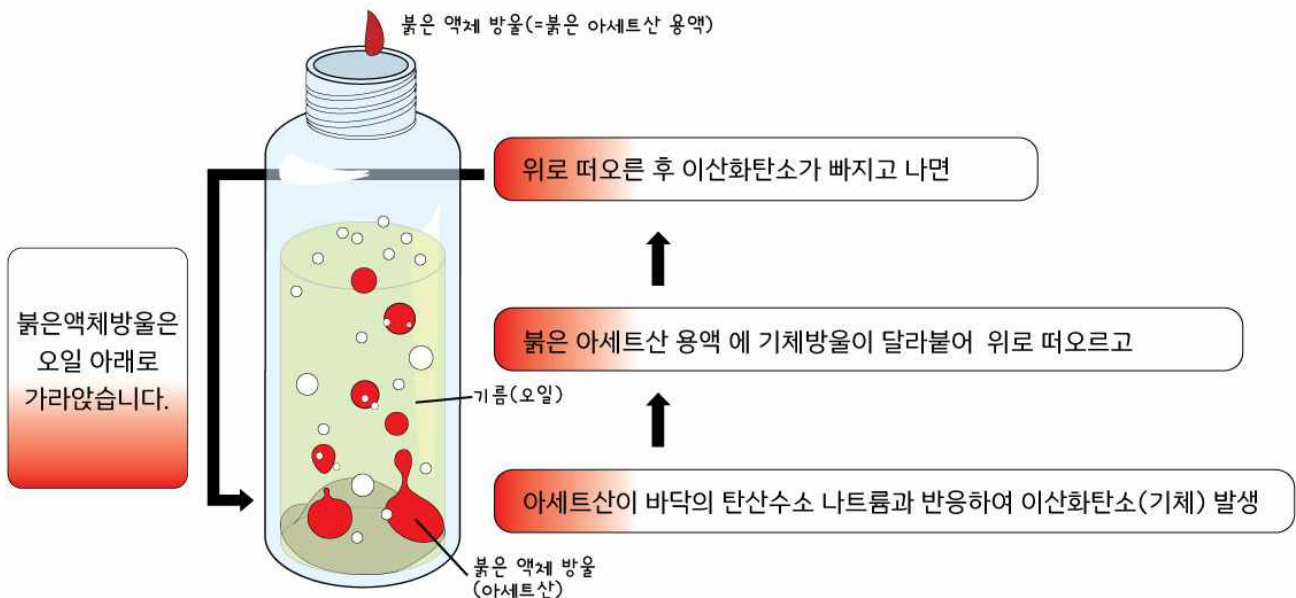 붉은 액체 방울(=붉은 아세트산 용액)
위로 떠오른 후 이산화탄소가 빠지고 나면
붉은액체방울은
오일 아래로
가라앉습니다.
붉은 아세트산 용액 에 기체방울이 달라붙어 위로 떠오르고
기름(오일)
아세트산이 바닥의 탄산수소 나트륨과 반응하여 이산화탄소(기체) 발생
붉은 액체 방울
(아세트산)